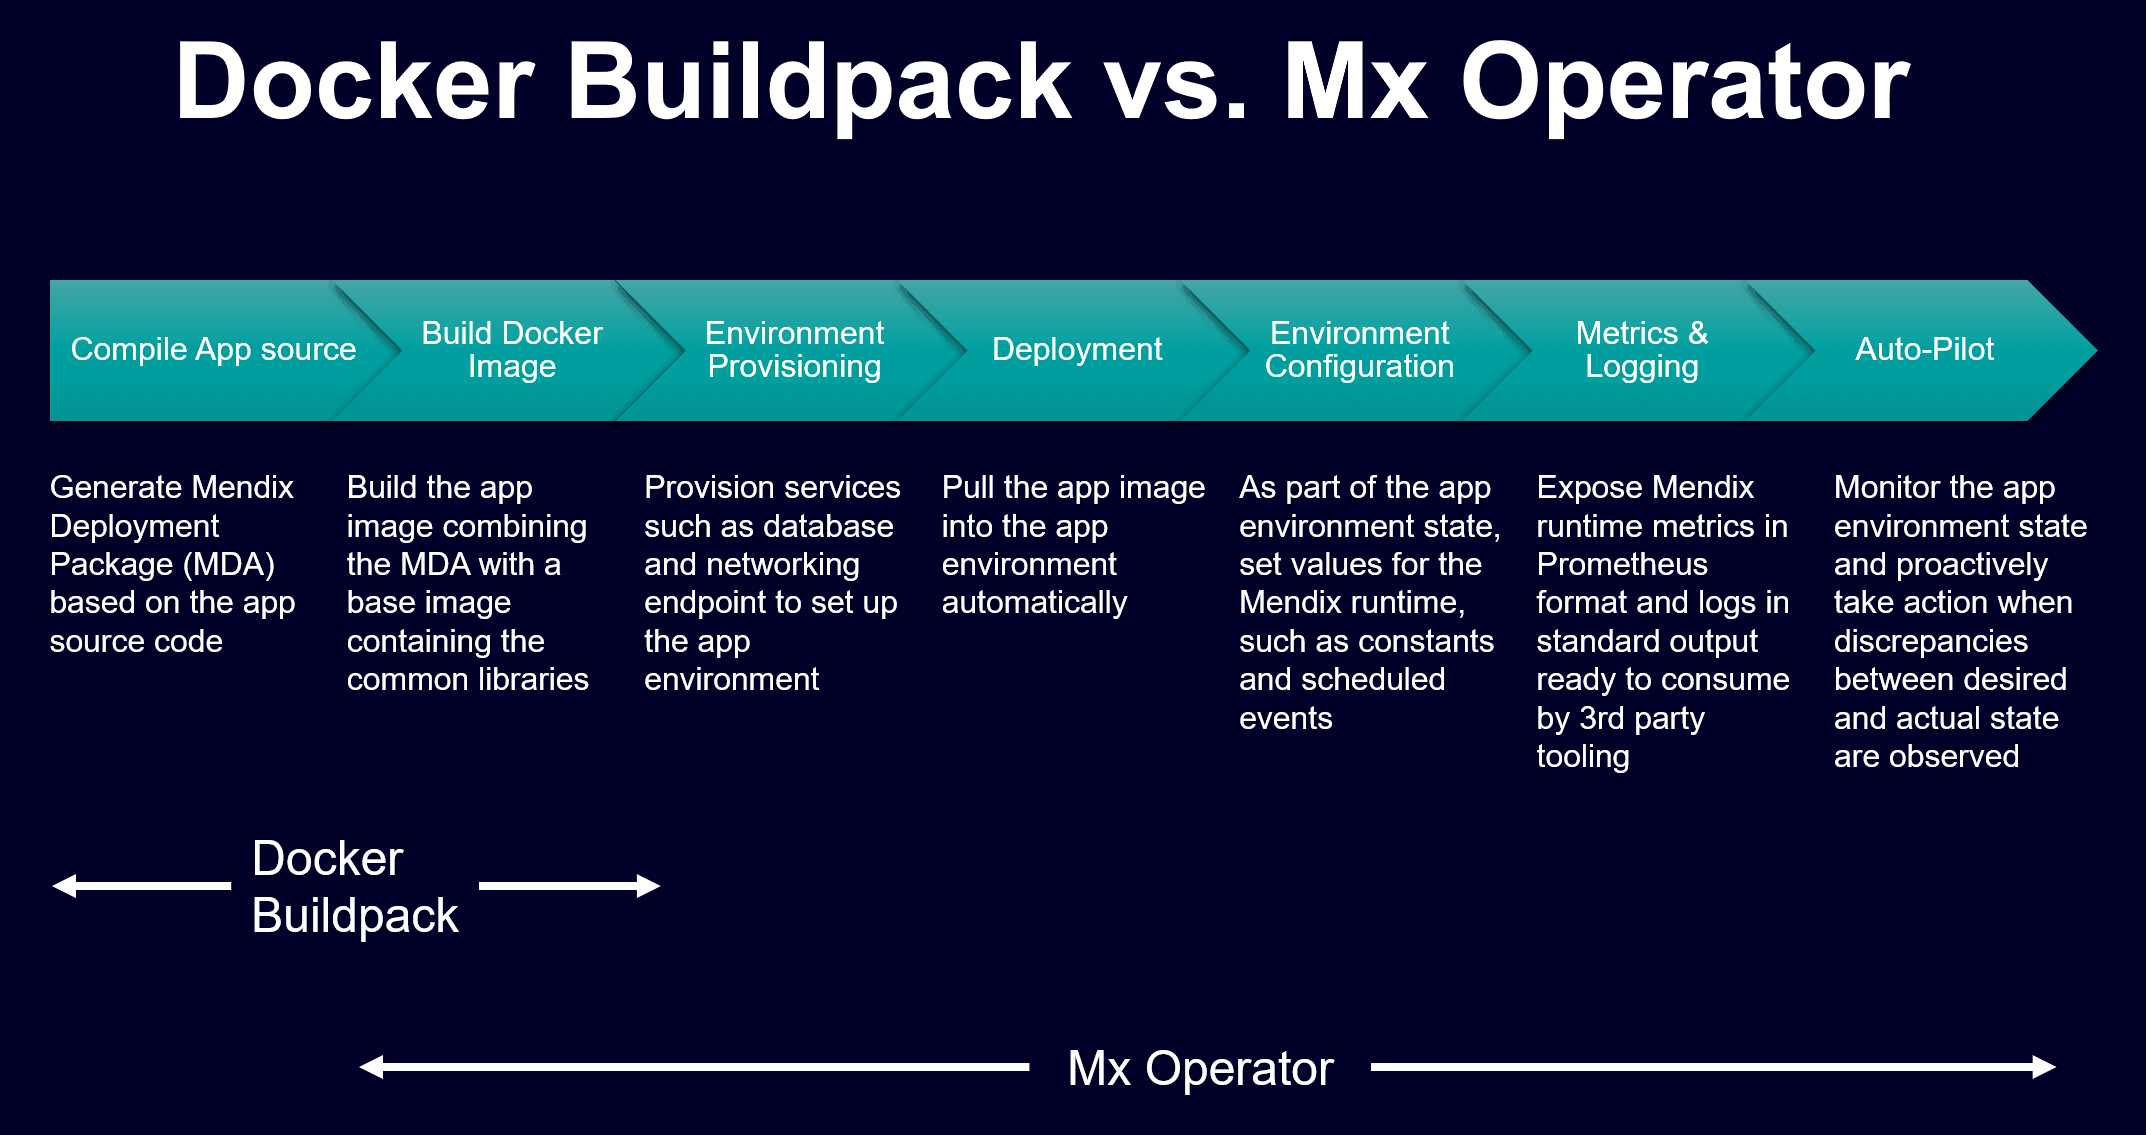 Docker Buildpack vs. Mx Operator
Compile App source
Build Docker
Image
Environment
Provisioning
Deployment
Environment
Configuration
Metrics &
Logging
Auto-Pilot
Generate Mendix
Deployment
Package (MDA)
based on the app
source code
Build the app
image combining
the MDA with a
base image
containing the
common libraries
Provision services
such as database
and networking
endpoint to set up
the app
environment
Pull the app image
into the app
environment
automatically
As part of the app
environment state,
set values for the
Mendix runtime,
such as constants
and scheduled
events
Expose Mendix
runtime metrics in
Prometheus
format and logs in
standard output
ready to consume
by 3rd party
tooling
Monitor the app
environment state
and proactively
take action when
discrepancies
between desired
and actual state
are observed
Docker
Buildpack
Mx Operator